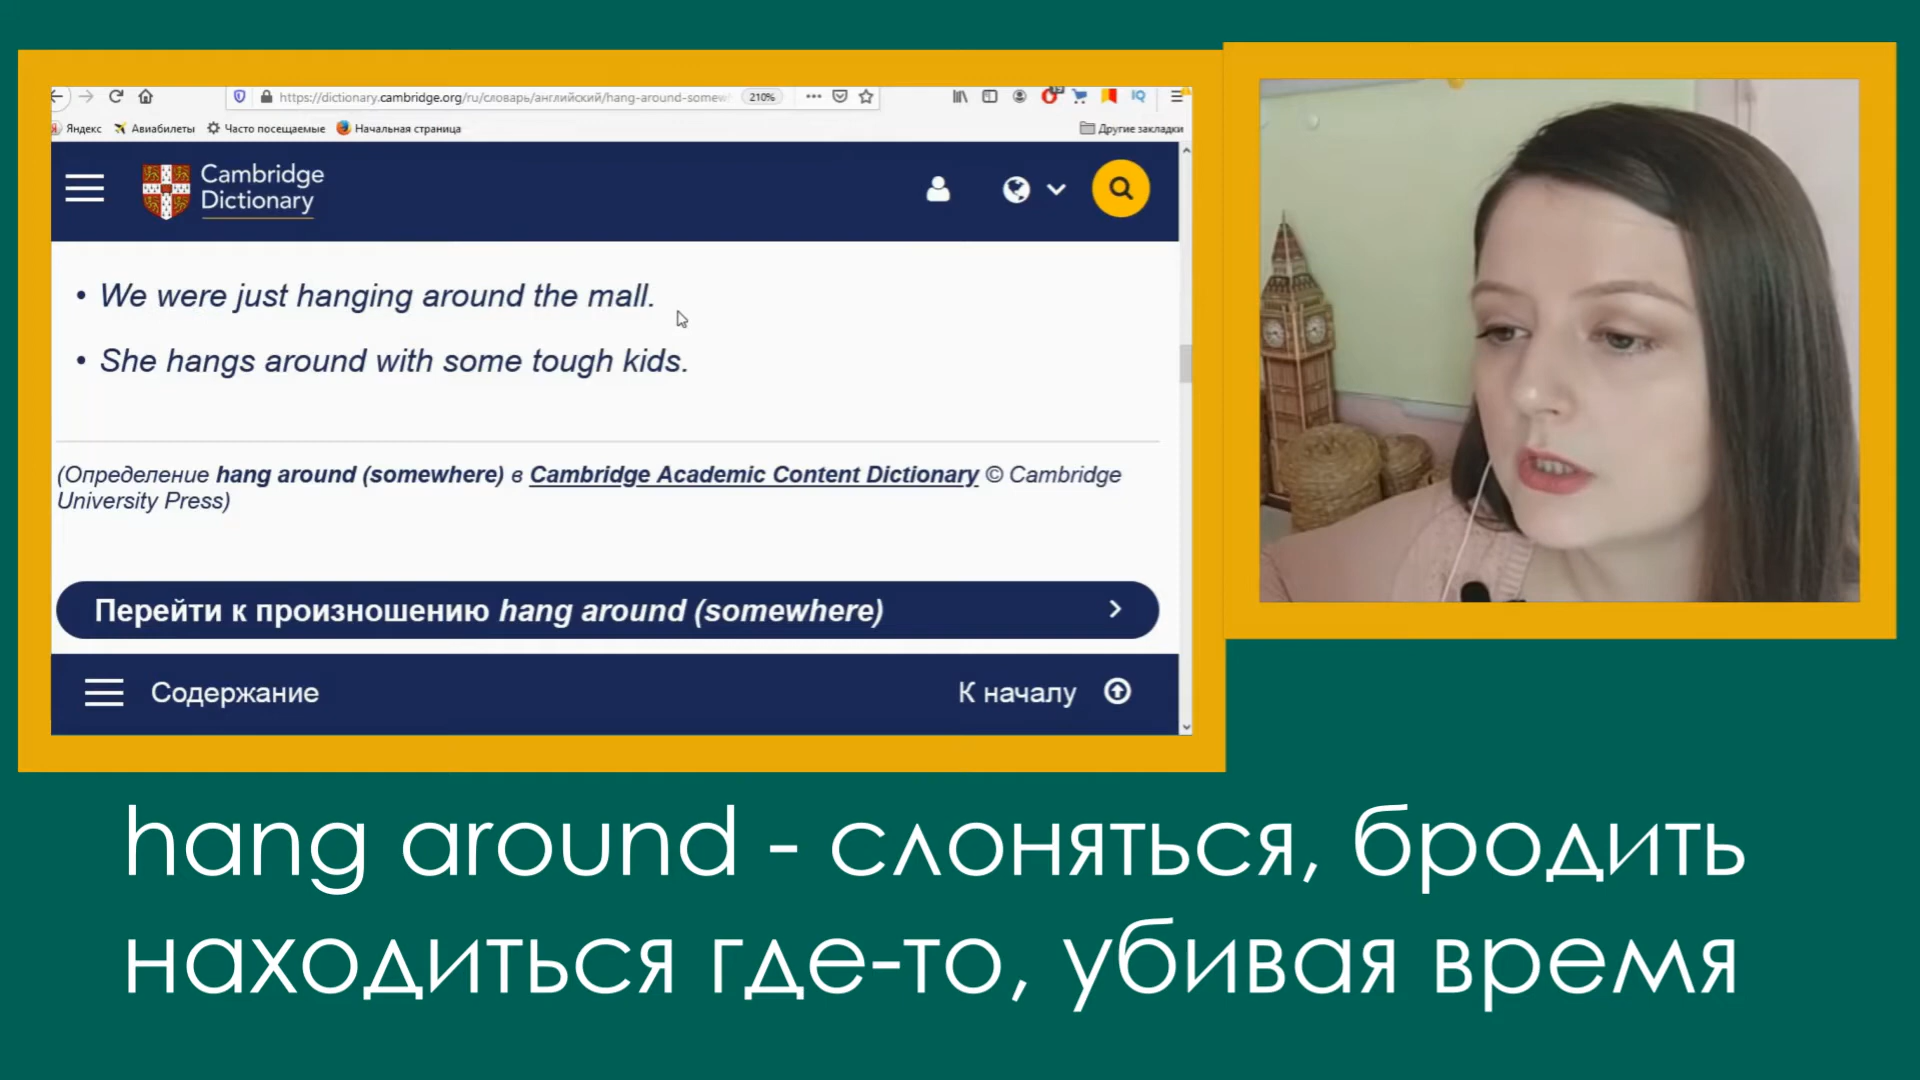 https://dictionary.cambridge.org/ru/словарь/английский/hang-around-somew
210%
IQ
Яндекс
Авиабилеты
Часто посещаемые
Начальная страница
Другие закладки
Cambridge
Dictionary
• We were just hanging around the mall.
• She hangs around with some tough kids.
(Определение hang around (somewhere) в Cambridge Academic Content Dictionary © Cambridge
University Press)
Перейти к произношению hang around (somewhere)
Содержание
К началу
hang around - слоняться, бродить
находиться где-то, убивая время